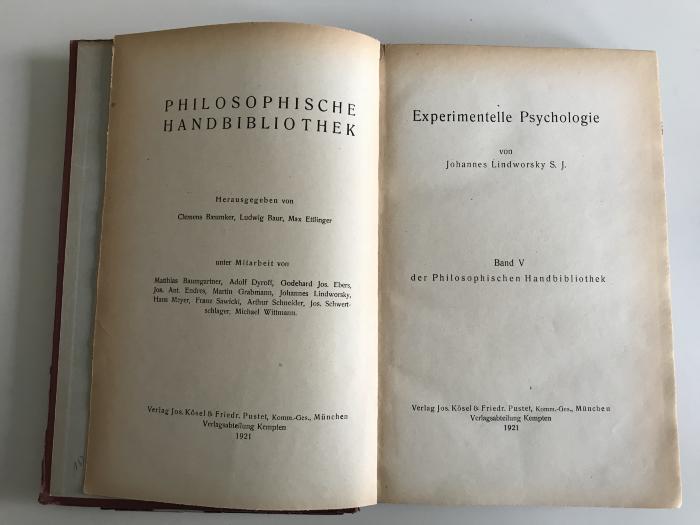 PHILOSOPHISCHE
HANDBIBLIOTHEK
Herausgegeben von
Clemens Baeumker, Ludwig Baur, Max Ettlinger
unter Mitarbeit von
Matthias Baumgartner, Adolf Dyroff, Godehard Jos. Ebers,
Jos. Ant. Endres, Martin Grabmann, Johannes Lindworsky,
Hans Meyer, Franz Sawicki, Arthur Schneider, Jos. Schwert-
schlager, Michael Wittmann.
Verlag Jos. Kösel & Friedr. Pustet, Komm.-Ges., München
Verlagsabteilung Kempten
1921
Experimentelle Psychologie
von
Johannes Lindworsky S. J.
Band V
der Philosophischen Handbibliothek
Verlag Jos. Kösel & Friedr. Pustet, Komm.-Ges., München
Verlagsabteilung Kempten
1921